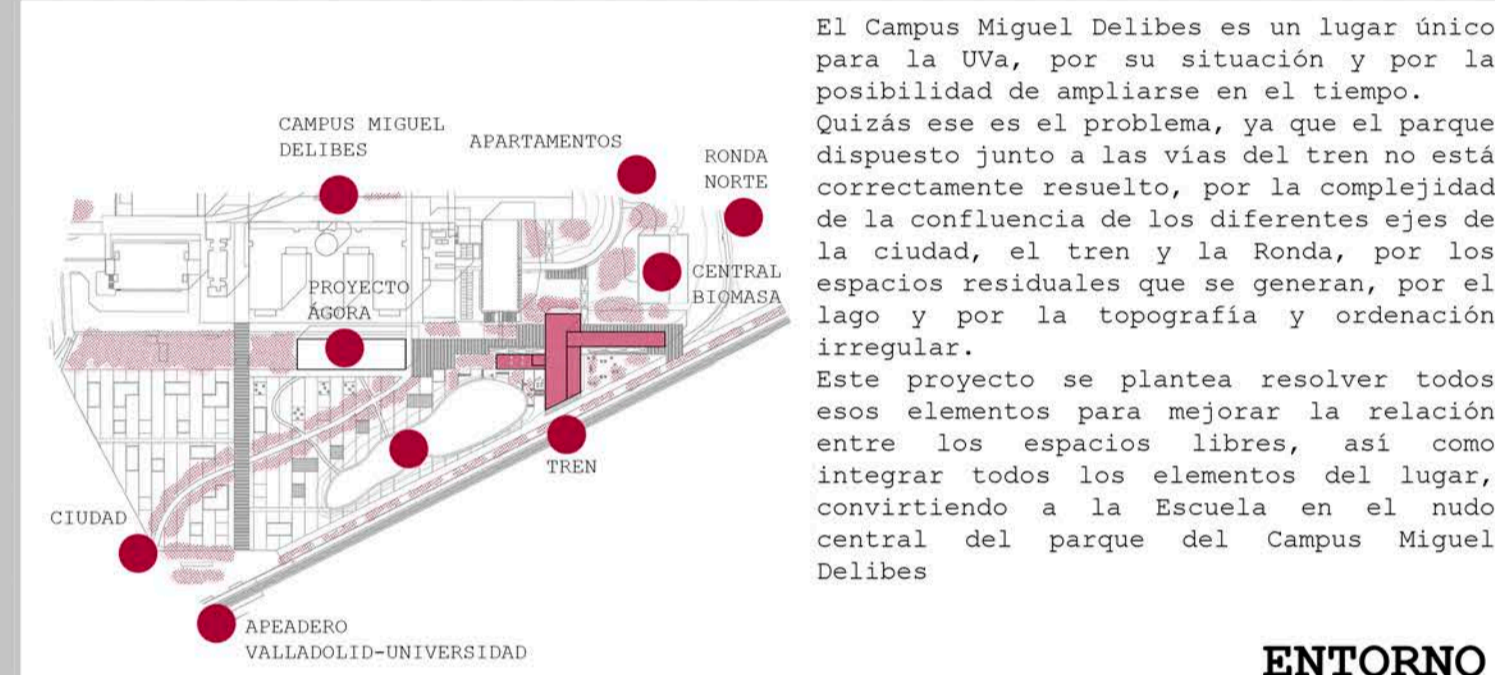 El Campus Miguel Delibes es un lugar único
para la UVa, por su situación y por la
posibilidad de ampliarse en el tiempo.
Quizás ese es el problema, ya que el parque
dispuesto junto a las vías del tren no está
correctamente resuelto, por la complejidad
de la confluencia de los diferentes ejes de
la ciudad, el tren y la Ronda, por los
espacios residuales que se generan, por el
lago y por la topografía y ordenación
irregular.
Este proyecto se plantea resolver todos
esos elementos para mejorar la relación
entre los espacios libres, así como
integrar todos los elementos del lugar,
convirtiendo a la Escuela en el nudo
central del parque del Campus Miguel
Delibes
CAMPUS MIGUEL
DELIBES
APARTAMENTOS
RONDA
NORTE
CENTRAL
BIOMASA
PROYECTO
ÁGORA
TREN
CIUDAD
APEADERO
VALLADOLID-UNIVERSIDAD
ENTORNO